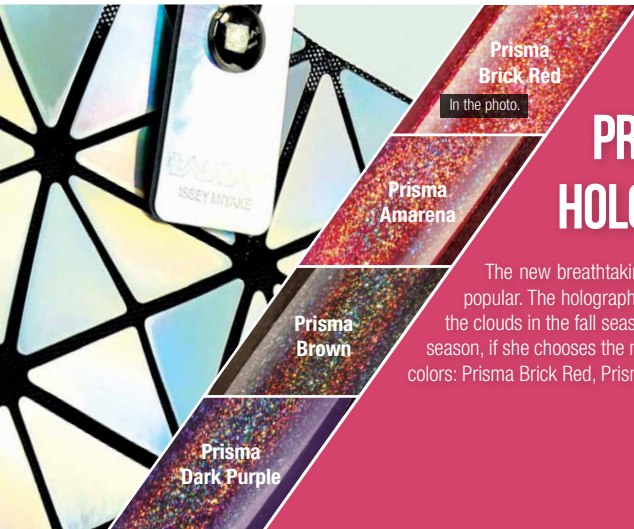 BAOBAO
ISSEY MIYAKE
Prisma
Brick Red
In the photo.
Prisma
Amarena
Prisma
Brown
Prisma
Dark Purple
PR
HOLO
The new breathtakin
popular. The holograph
the clouds in the fall seas
season, if she chooses the n
colors: Prisma Brick Red, Prism